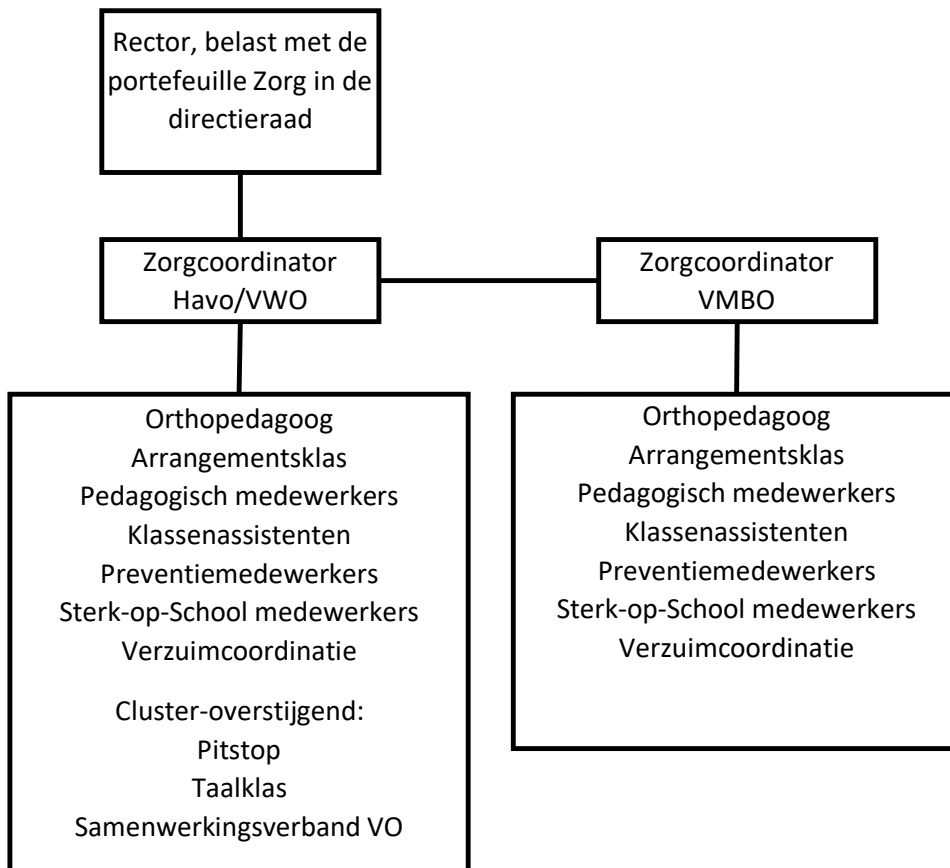 Rector, belast met de
portefeuille Zorg in de
directieraad
Zorgcoordinator
Havo/VWO
Zorgcoordinator
VMBO
Orthopedagoog
Arrangementsklas
Pedagogisch medewerkers
Klassenassistenten
Preventiemedewerkers
Sterk-op-School medewerkers
Verzuimcoordinatie
Cluster-overstijgend:
Pitstop
Taalklas
Samenwerkingsverband VO
Orthopedagoog
Arrangementsklas
Pedagogisch medewerkers
Klassenassistenten
Preventiemedewerkers
Sterk-op-School medewerkers
Verzuimcoordinatie